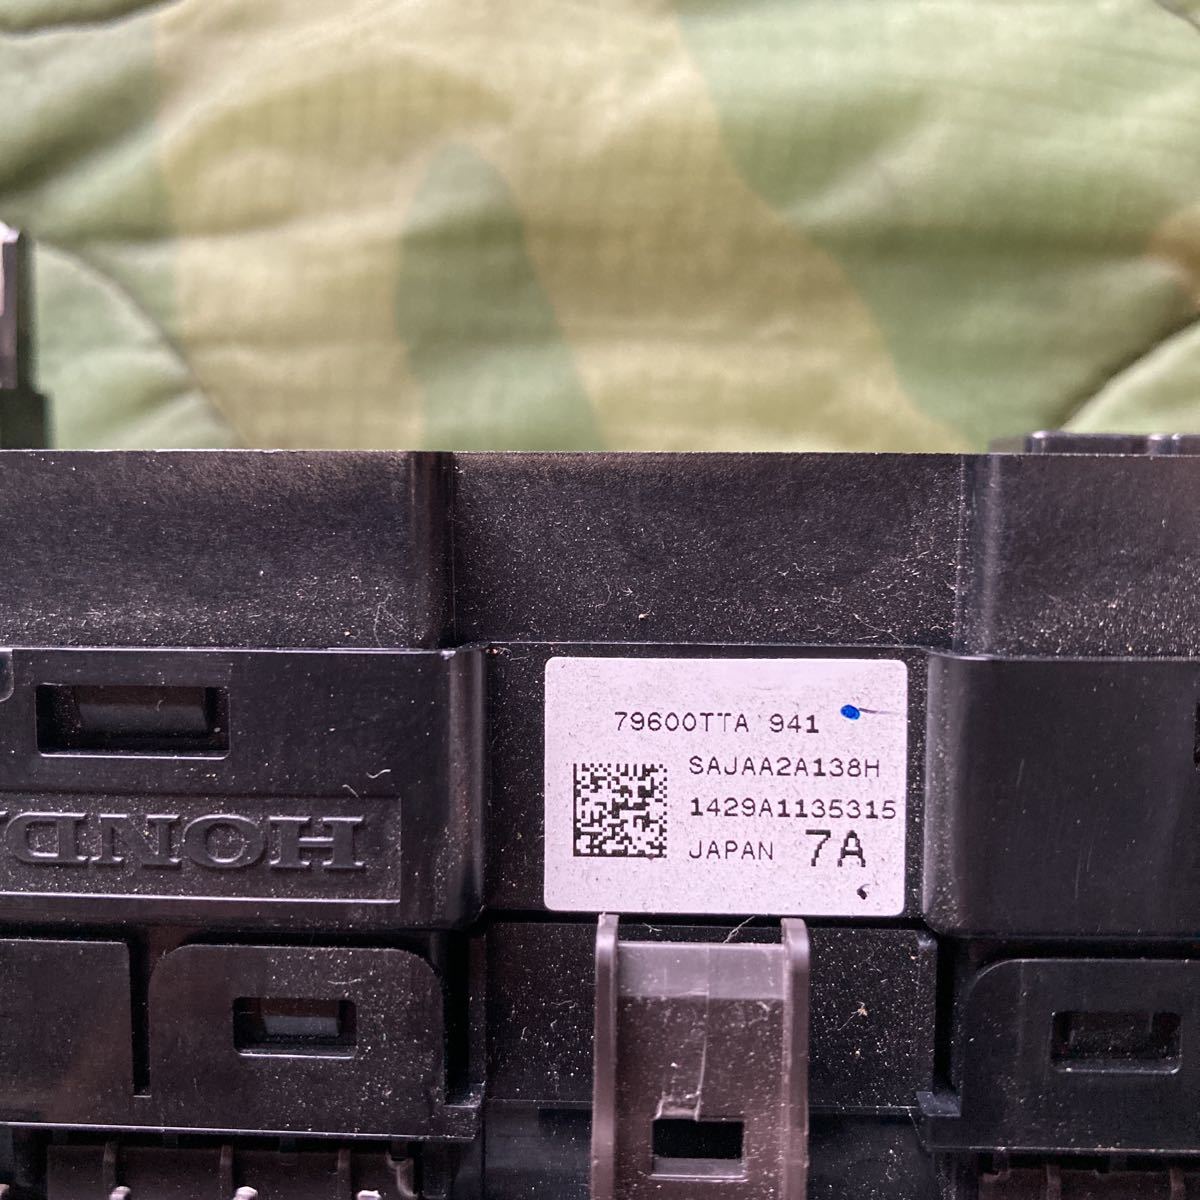 79600TTA 941
SAJAA2A138H
1429A1135315
JAPAN 7A
HONDA